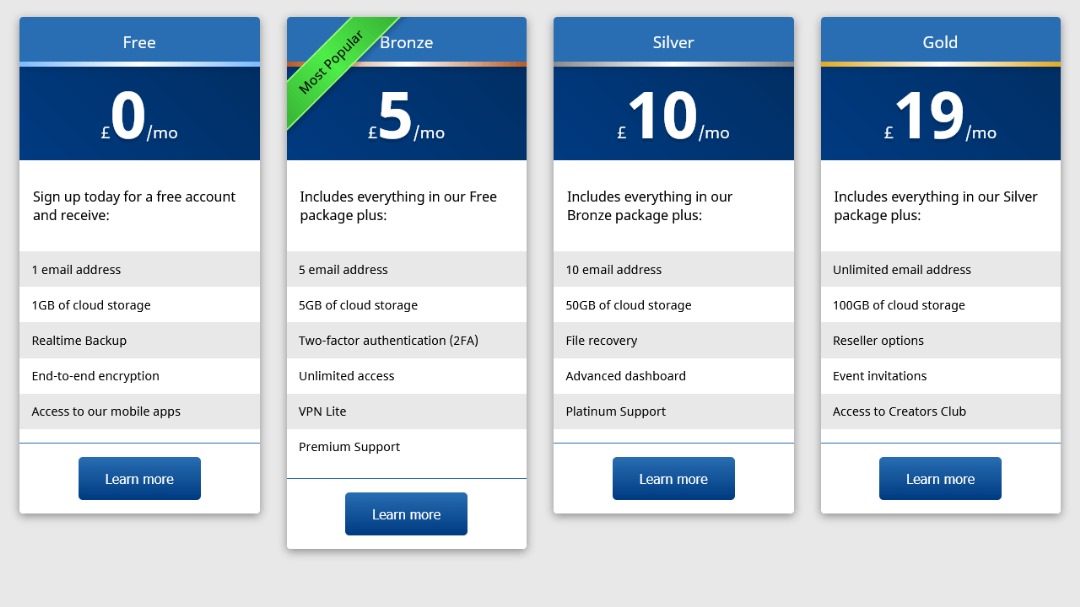 Free
£0/mo
Sign up today for a free account
and receive:
1 email address
1GB of cloud storage
Realtime Backup
End-to-end encryption
Access to our mobile apps
Learn more
Most Popular
Bronze
£5/mo
Includes everything in our Free
package plus:
5 email address
5GB of cloud storage
Two-factor authentication (2FA)
Unlimited access
VPN Lite
Premium Support
Learn more
Silver
£10/mo
Includes everything in our
Bronze package plus:
10 email address
50GB of cloud storage
File recovery
Advanced dashboard
Platinum Support
Learn more
Gold
£19/mo
Includes everything in our Silver
package plus:
Unlimited email address
100GB of cloud storage
Reseller options
Event invitations
Access to Creators Club
Learn more